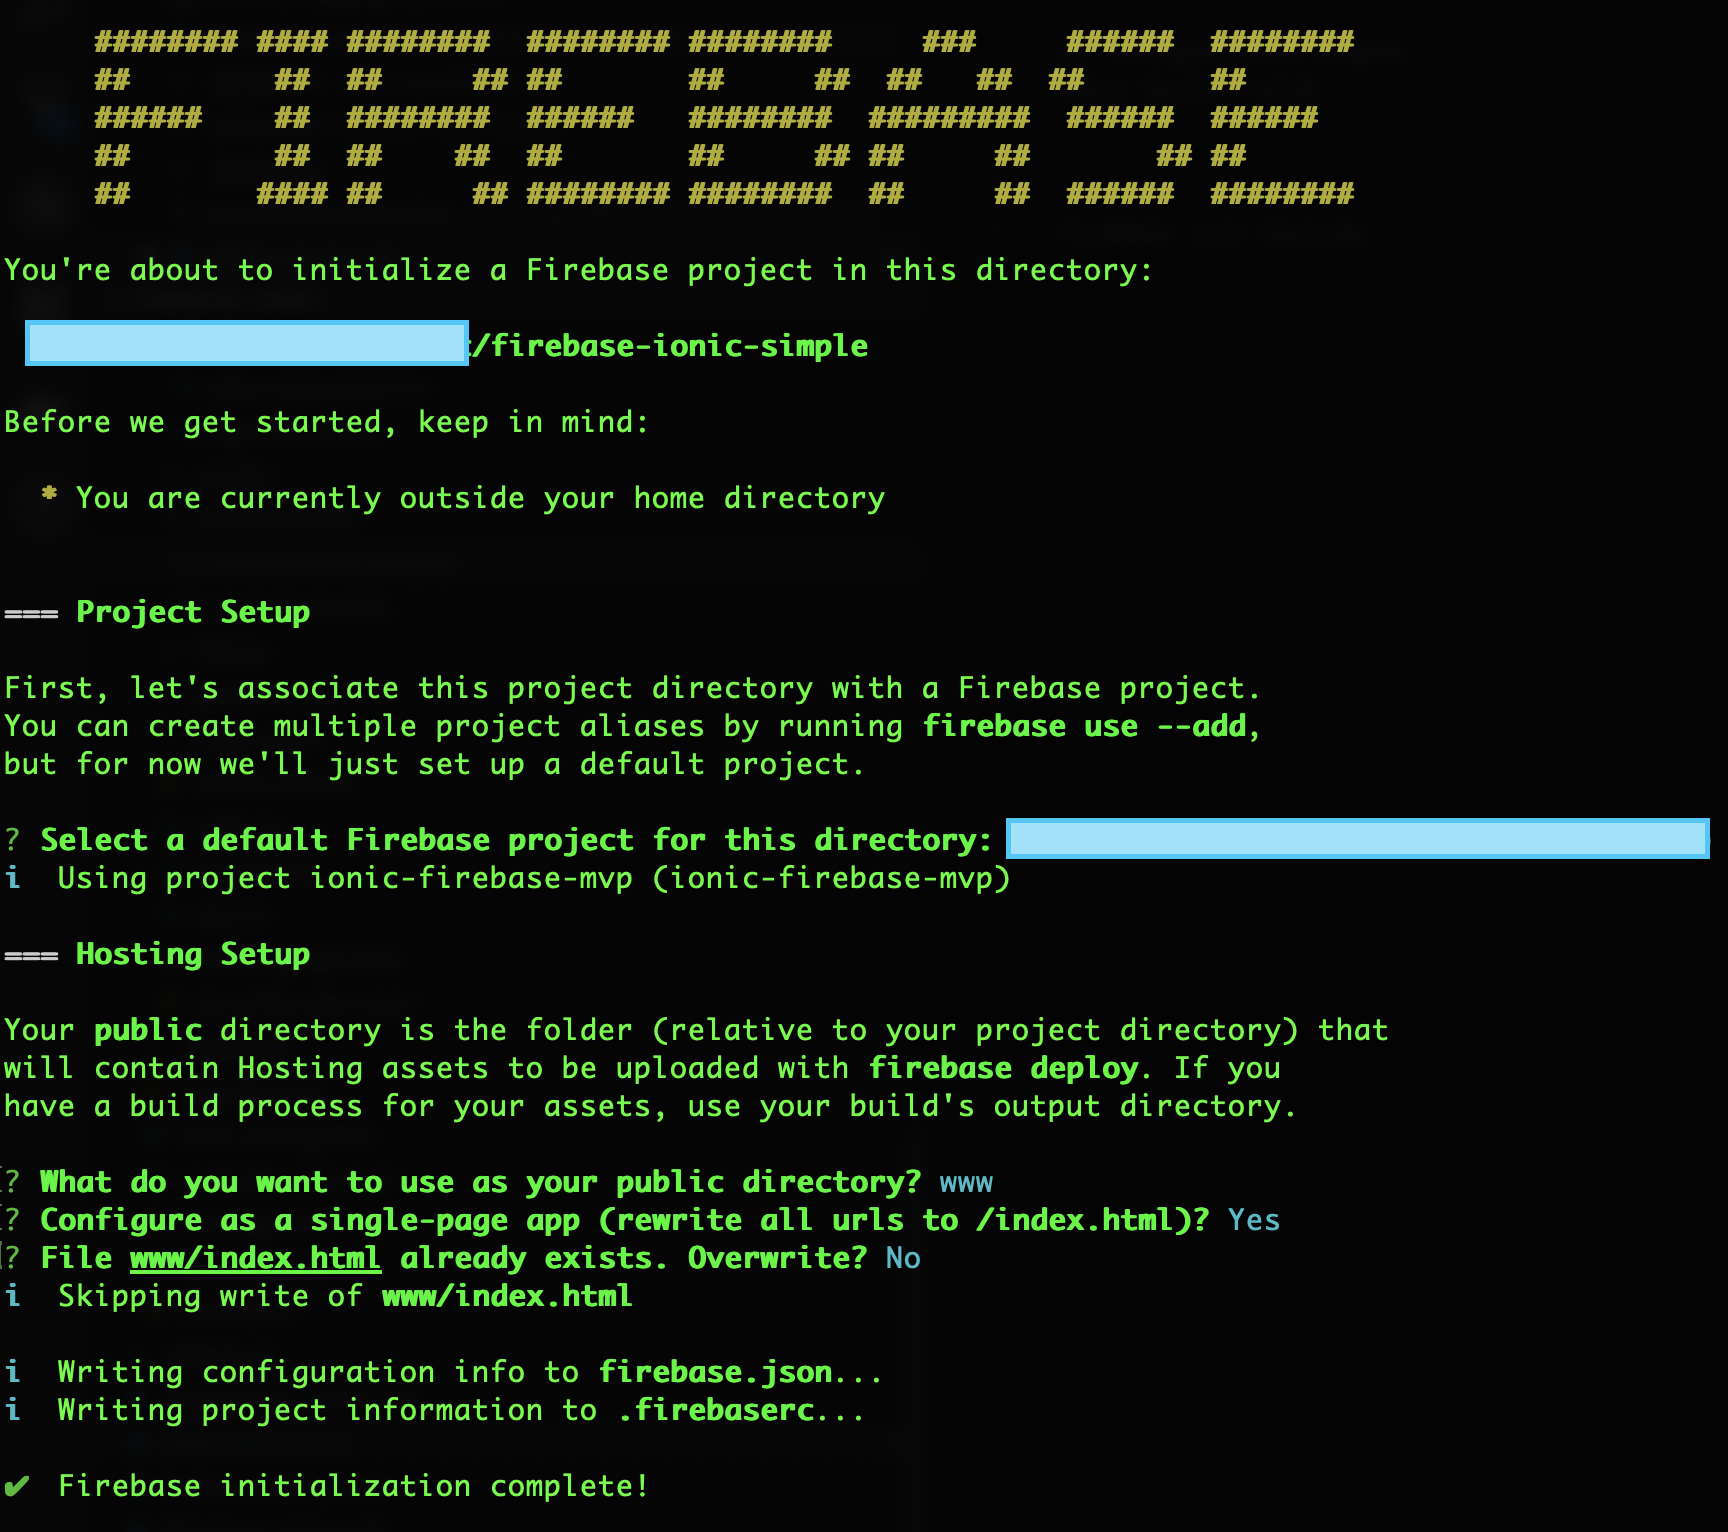 ######## #### ########  ######## ########     ###     ######  ########
##        ##  ##     ## ##       ##     ##  ##   ##  ##       ##
######    ##  ########  ######   ########  #########  ######  ######
##        ##  ##    ##  ##       ##     ## ##     ##       ## ##
##       #### ##     ## ######## ########  ##     ##  ######  ########
You're about to initialize a Firebase project in this directory:
/firebase-ionic-simple
Before we get started, keep in mind:
* You are currently outside your home directory
=== Project Setup
First, let's associate this project directory with a Firebase project.
You can create multiple project aliases by running firebase use --add,
but for now we'll just set up a default project.
? Select a default Firebase project for this directory:
i  Using project ionic-firebase-mvp (ionic-firebase-mvp)
=== Hosting Setup
Your public directory is the folder (relative to your project directory) that
will contain Hosting assets to be uploaded with firebase deploy. If you
have a build process for your assets, use your build's output directory.
? What do you want to use as your public directory? www
? Configure as a single-page app (rewrite all urls to /index.html)? Yes
? File www/index.html already exists. Overwrite? No
i  Skipping write of www/index.html
i  Writing configuration info to firebase.json...
i  Writing project information to .firebaserc...
✔  Firebase initialization complete!